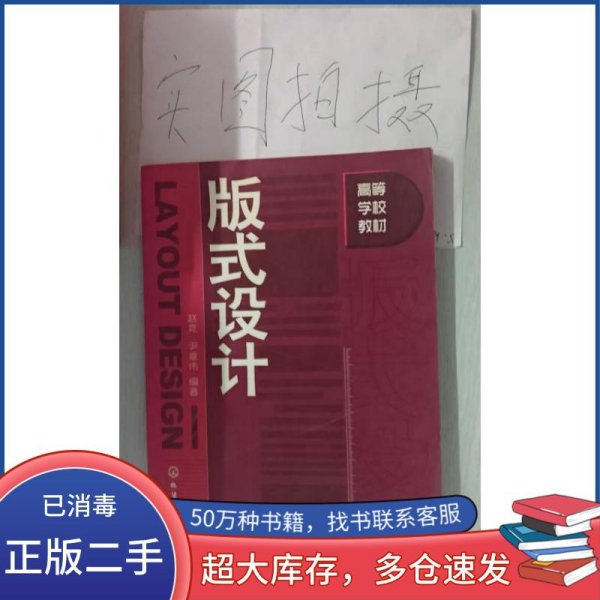 实图拍摄
LAYOUT DESIGN
版式设计
高等
学校
教材
编著
已消毒
正版二手
50万种书籍，找书联系客服
超大库存，多仓速发